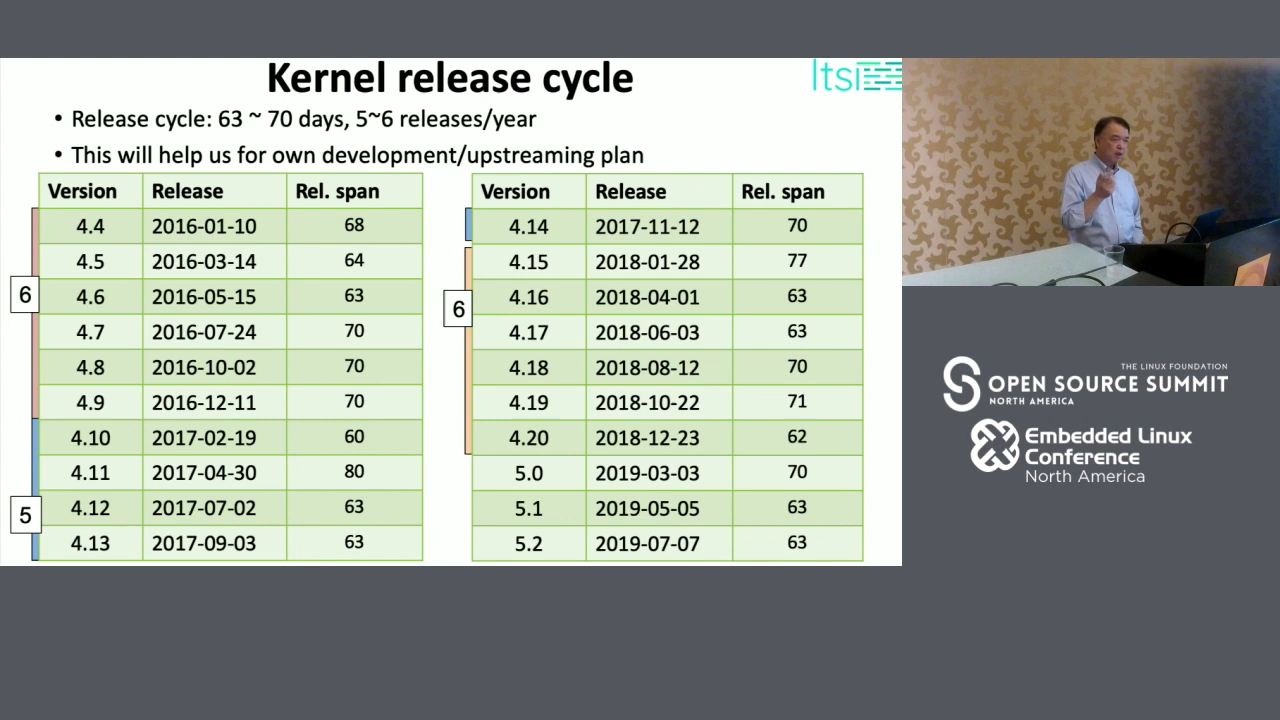 Kernel release cycle
ltsi
• Release cycle: 63 ~ 70 days, 5~6 releases/year
• This will help us for own development/upstreaming plan
Version Release Rel. span
4.4 2016-01-10 68
4.5 2016-03-14 64
4.6 2016-05-15 63
4.7 2016-07-24 70
4.8 2016-10-02 70
4.9 2016-12-11 70
4.10 2017-02-19 60
4.11 2017-04-30 80
4.12 2017-07-02 63
4.13 2017-09-03 63
6
5
Version Release Rel. span
4.14 2017-11-12 70
4.15 2018-01-28 77
4.16 2018-04-01 63
4.17 2018-06-03 63
4.18 2018-08-12 70
4.19 2018-10-22 71
4.20 2018-12-23 62
5.0 2019-03-03 70
5.1 2019-05-05 63
5.2 2019-07-07 63
6
THE LINUX FOUNDATION
OPEN SOURCE SUMMIT
NORTH AMERICA
Embedded Linux
Conference
North America